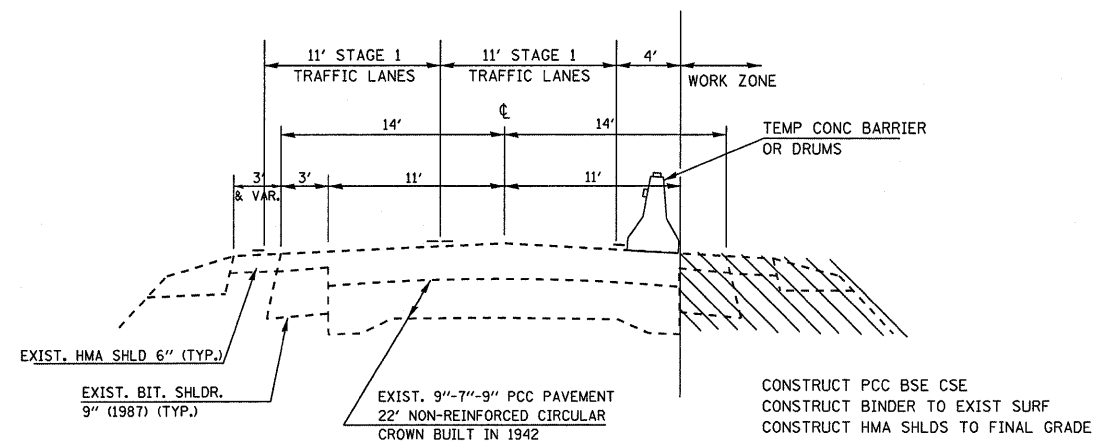 11' STAGE 1
TRAFFIC LANES
11' STAGE 1
TRAFFIC LANES
4'
WORK ZONE
℄
14'
14'
TEMP CONC BARRIER
OR DRUMS
3'
& VAR.
3'
11'
11'
EXIST. HMA SHLD 6" (TYP.)
EXIST. BIT. SHLDR.
9" (1987) (TYP.)
EXIST. 9"-7"-9" PCC PAVEMENT
22' NON-REINFORCED CIRCULAR
CROWN BUILT IN 1942
CONSTRUCT PCC BSE CSE
CONSTRUCT BINDER TO EXIST SURF
CONSTRUCT HMA SHLDS TO FINAL GRADE